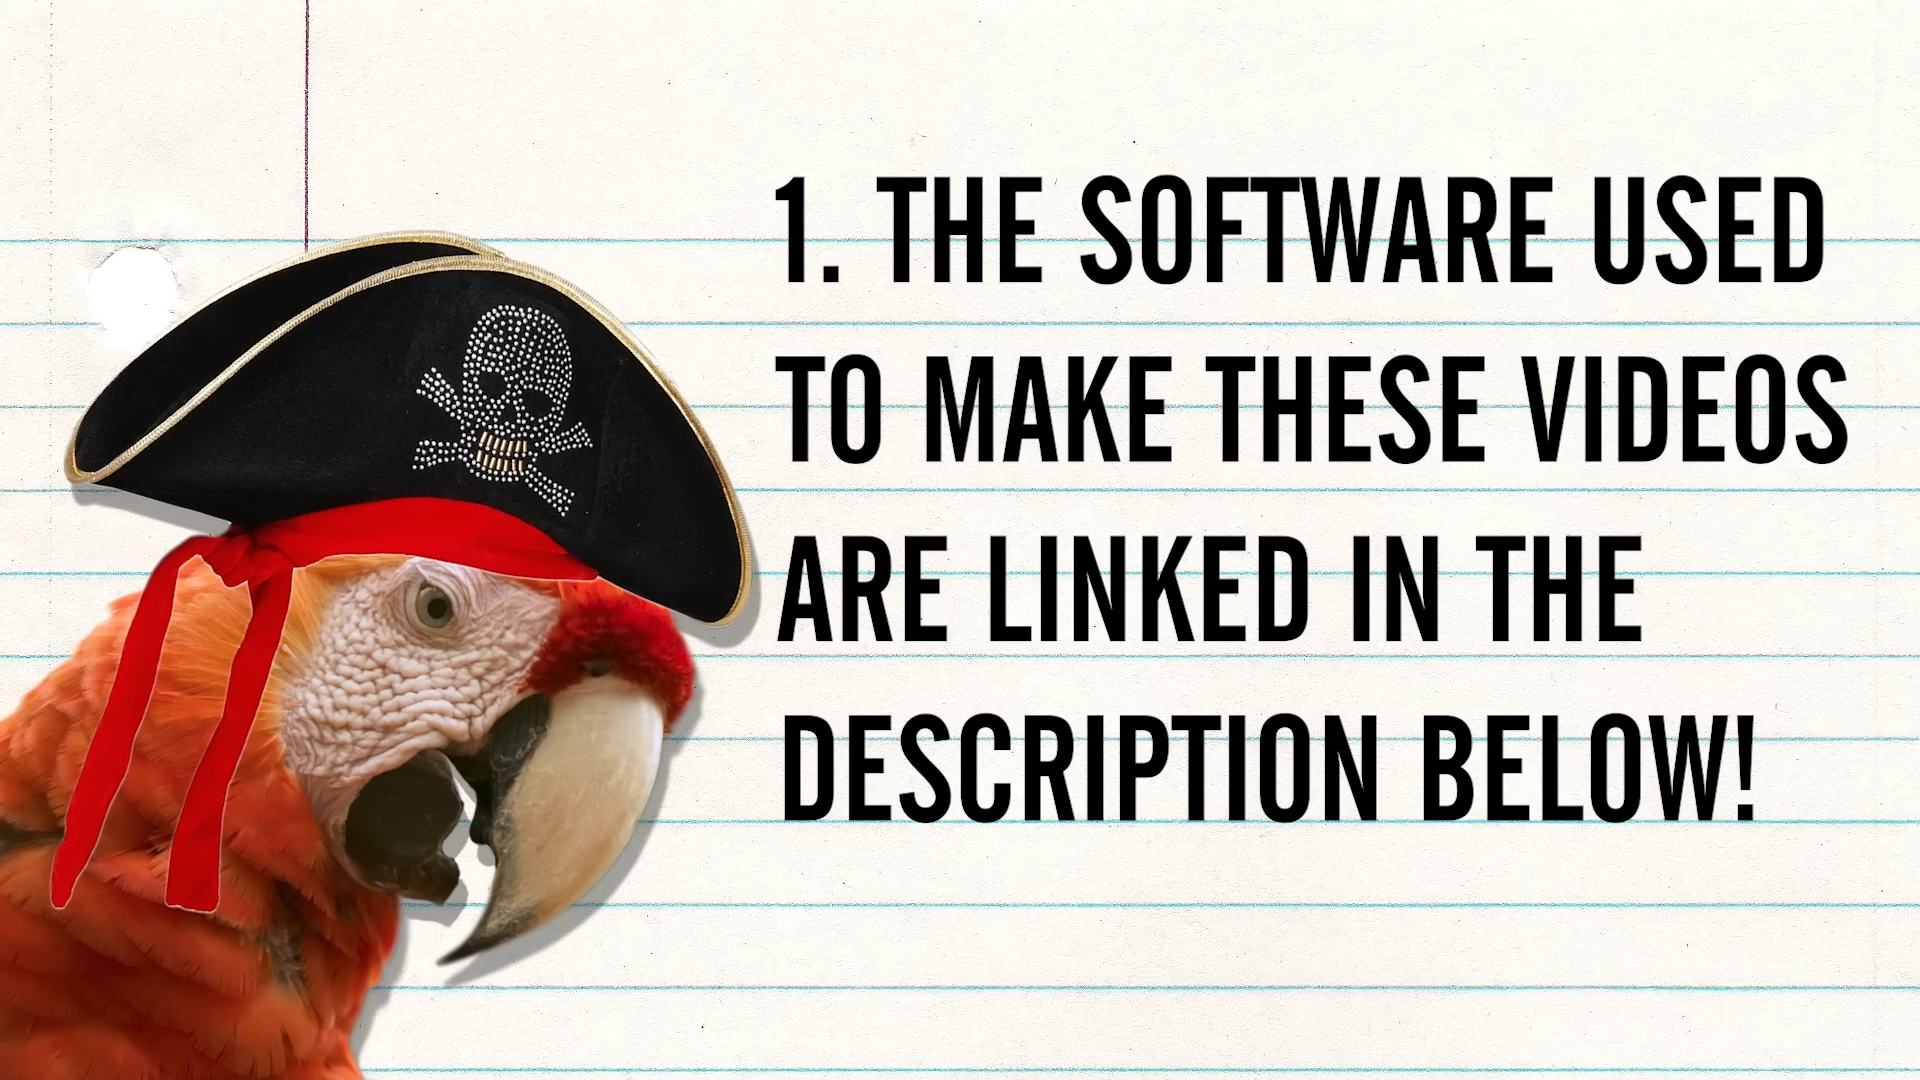 1. THE SOFTWARE USED
TO MAKE THESE VIDEOS
ARE LINKED IN THE
DESCRIPTION BELOW!